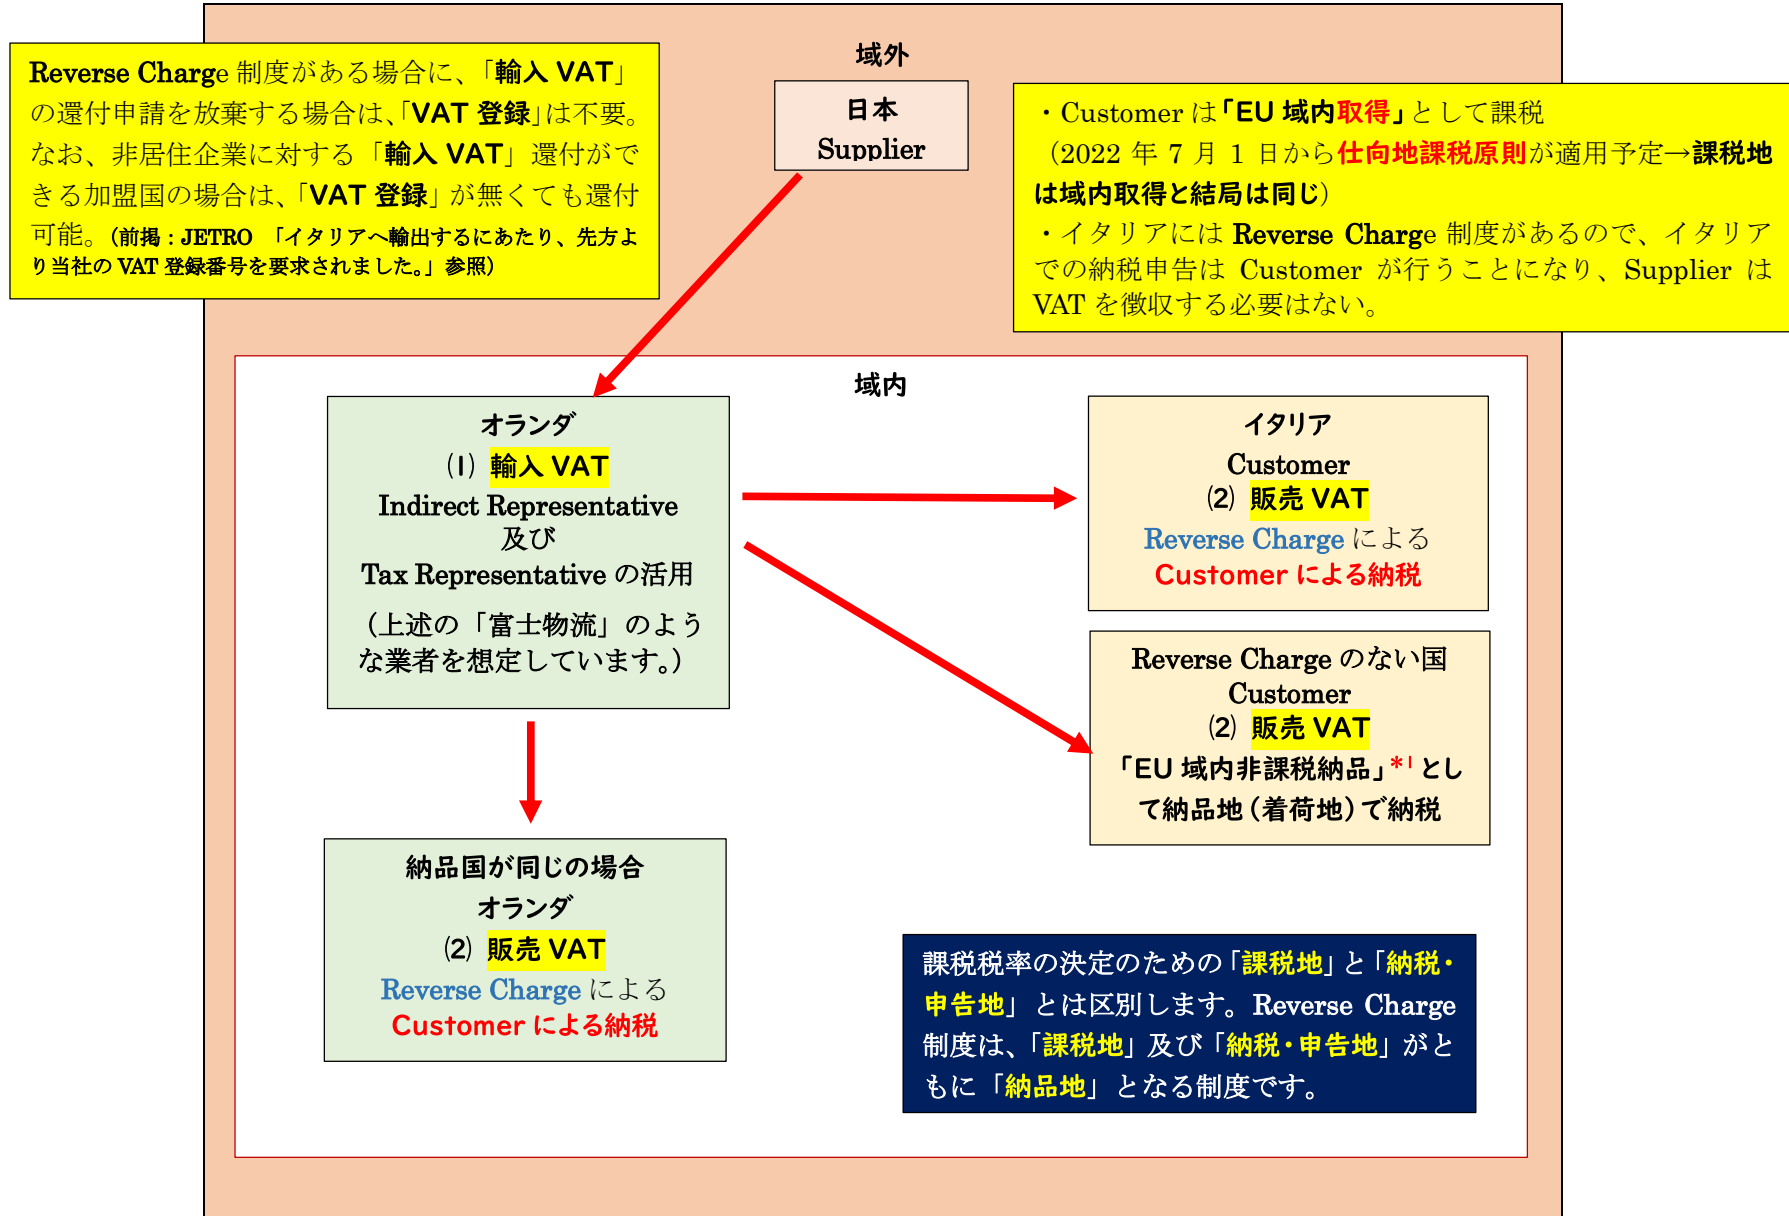 域外
Reverse Charge 制度がある場合に、「輸入 VAT」
の還付申請を放棄する場合は、「VAT 登録」は不要。
なお、非居住企業に対する「輸入 VAT」還付がで
きる加盟国の場合は、「VAT 登録」が無くても還付
可能。（前掲：JETRO 「イタリアへ輸出するにあたり、先方よ
り当社の VAT 登録番号を要求されました。」参照）
日本
Supplier
・Customer は「EU 域内取得」として課税
（2022 年 7 月 1 日から仕向地課税原則が適用予定→課税地
は域内取得と結局は同じ）
・イタリアには Reverse Charge 制度があるので、イタリア
での納税申告は Customer が行うことになり、Supplier は
VAT を徴収する必要はない。
域内
オランダ
(1) 輸入 VAT
Indirect Representative
及び
Tax Representative の活用
（上述の「富士物流」のよう
な業者を想定しています。）
イタリア
Customer
(2) 販売 VAT
Reverse Charge による
Customer による納税
Reverse Charge のない国
Customer
(2) 販売 VAT
「EU 域内非課税納品」*1 とし
て納品地（着荷地）で納税
納品国が同じの場合
オランダ
(2) 販売 VAT
Reverse Charge による
Customer による納税
課税税率の決定のための「課税地」と「納税・
申告地」とは区別します。Reverse Charge
制度は、「課税地」及び「納税・申告地」がと
もに「納品地」となる制度です。